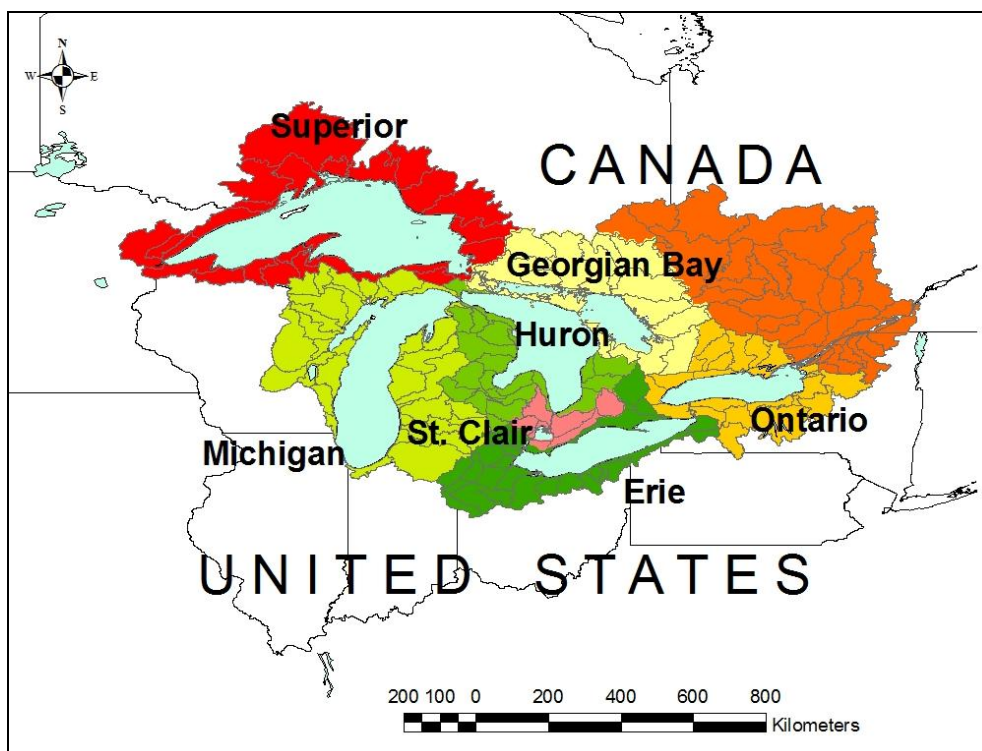 N
W E
S
Superior
CANADA
Georgian Bay
Huron
St. Clair
Ontario
Michigan
Erie
UNITED STATES
200 100 0 200 400 600 800
Kilometers